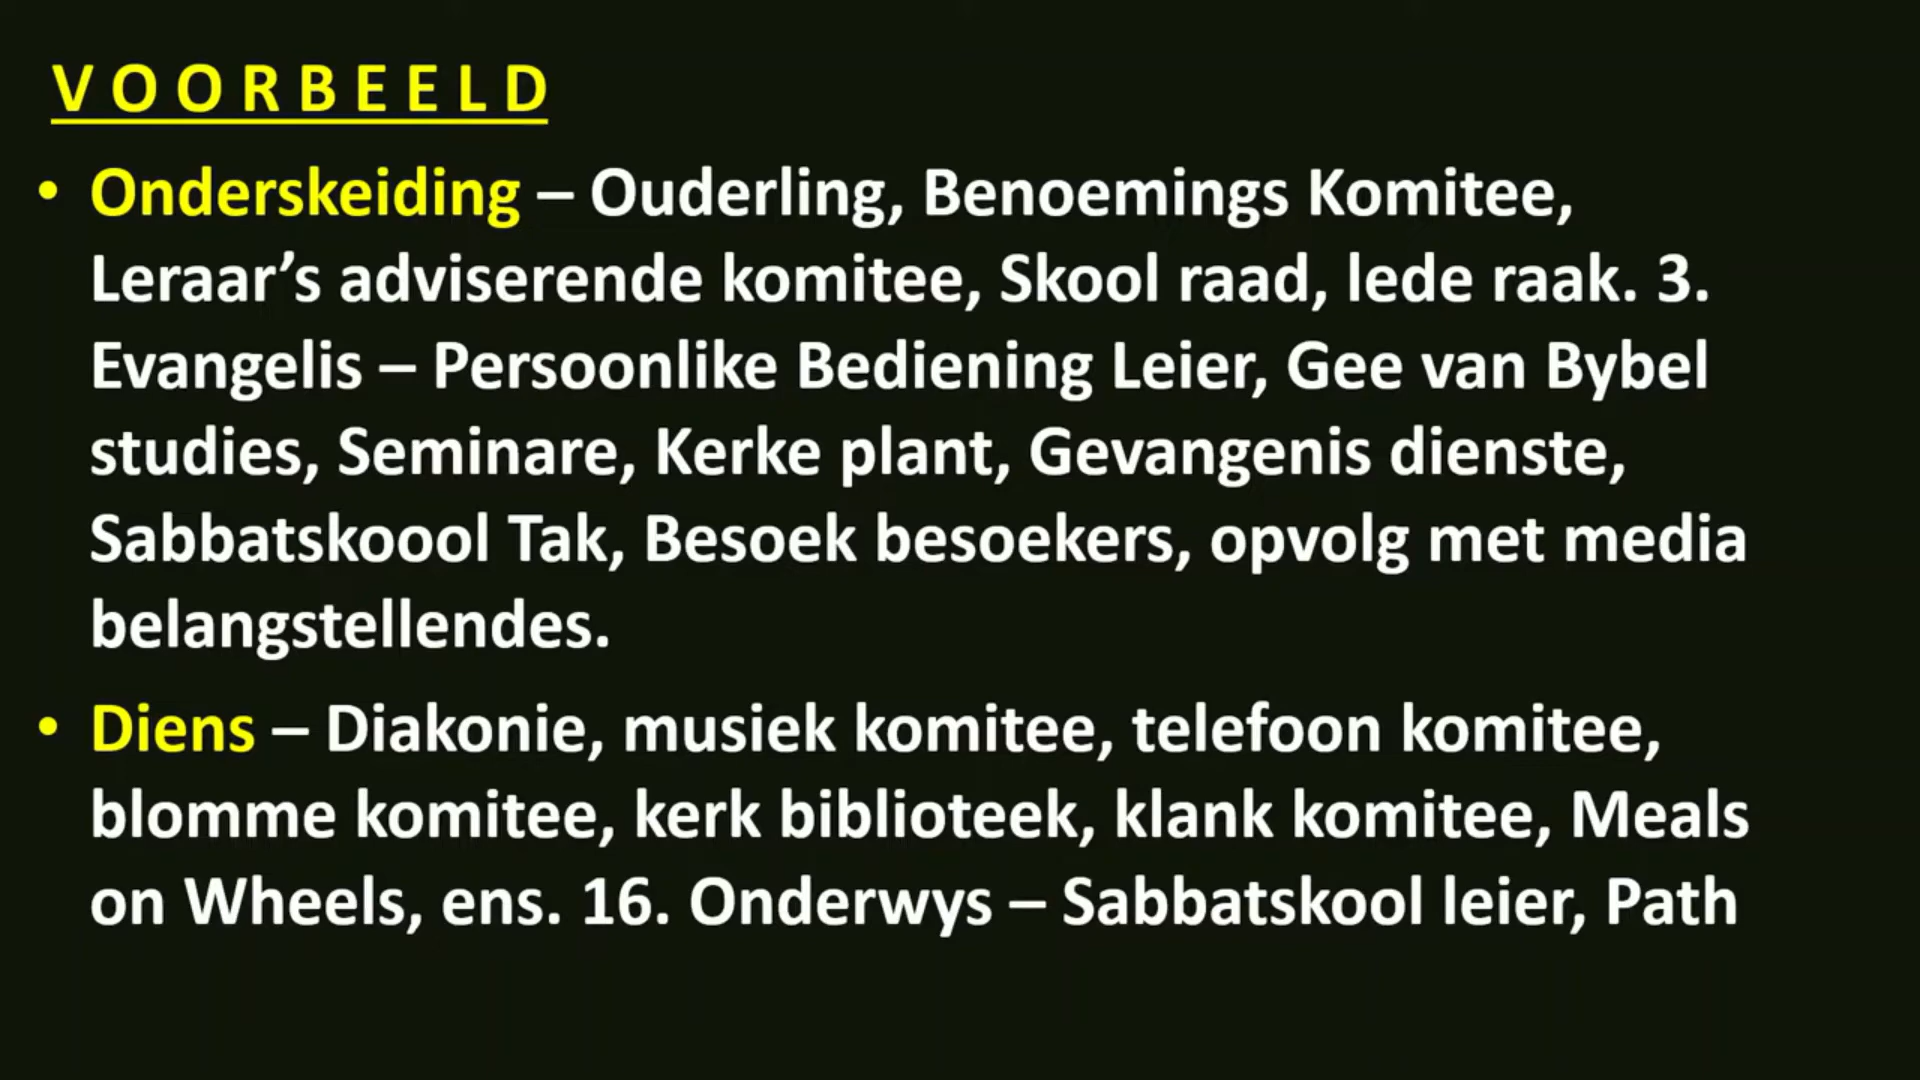 V O O R B E E L D
• Onderskeiding – Ouderling, Benoemings Komitee,
Leraar’s adviserende komitee, Skool raad, lede raak. 3.
Evangelis – Persoonlike Bediening Leier, Gee van Bybel
studies, Seminare, Kerke plant, Gevangenis dienste,
Sabbatskoool Tak, Besoek besoekers, opvolg met media
belangstellendes.
• Diens – Diakonie, musiek komitee, telefoon komitee,
blomme komitee, kerk biblioteek, klank komitee, Meals
on Wheels, ens. 16. Onderwys – Sabbatskool leier, Path